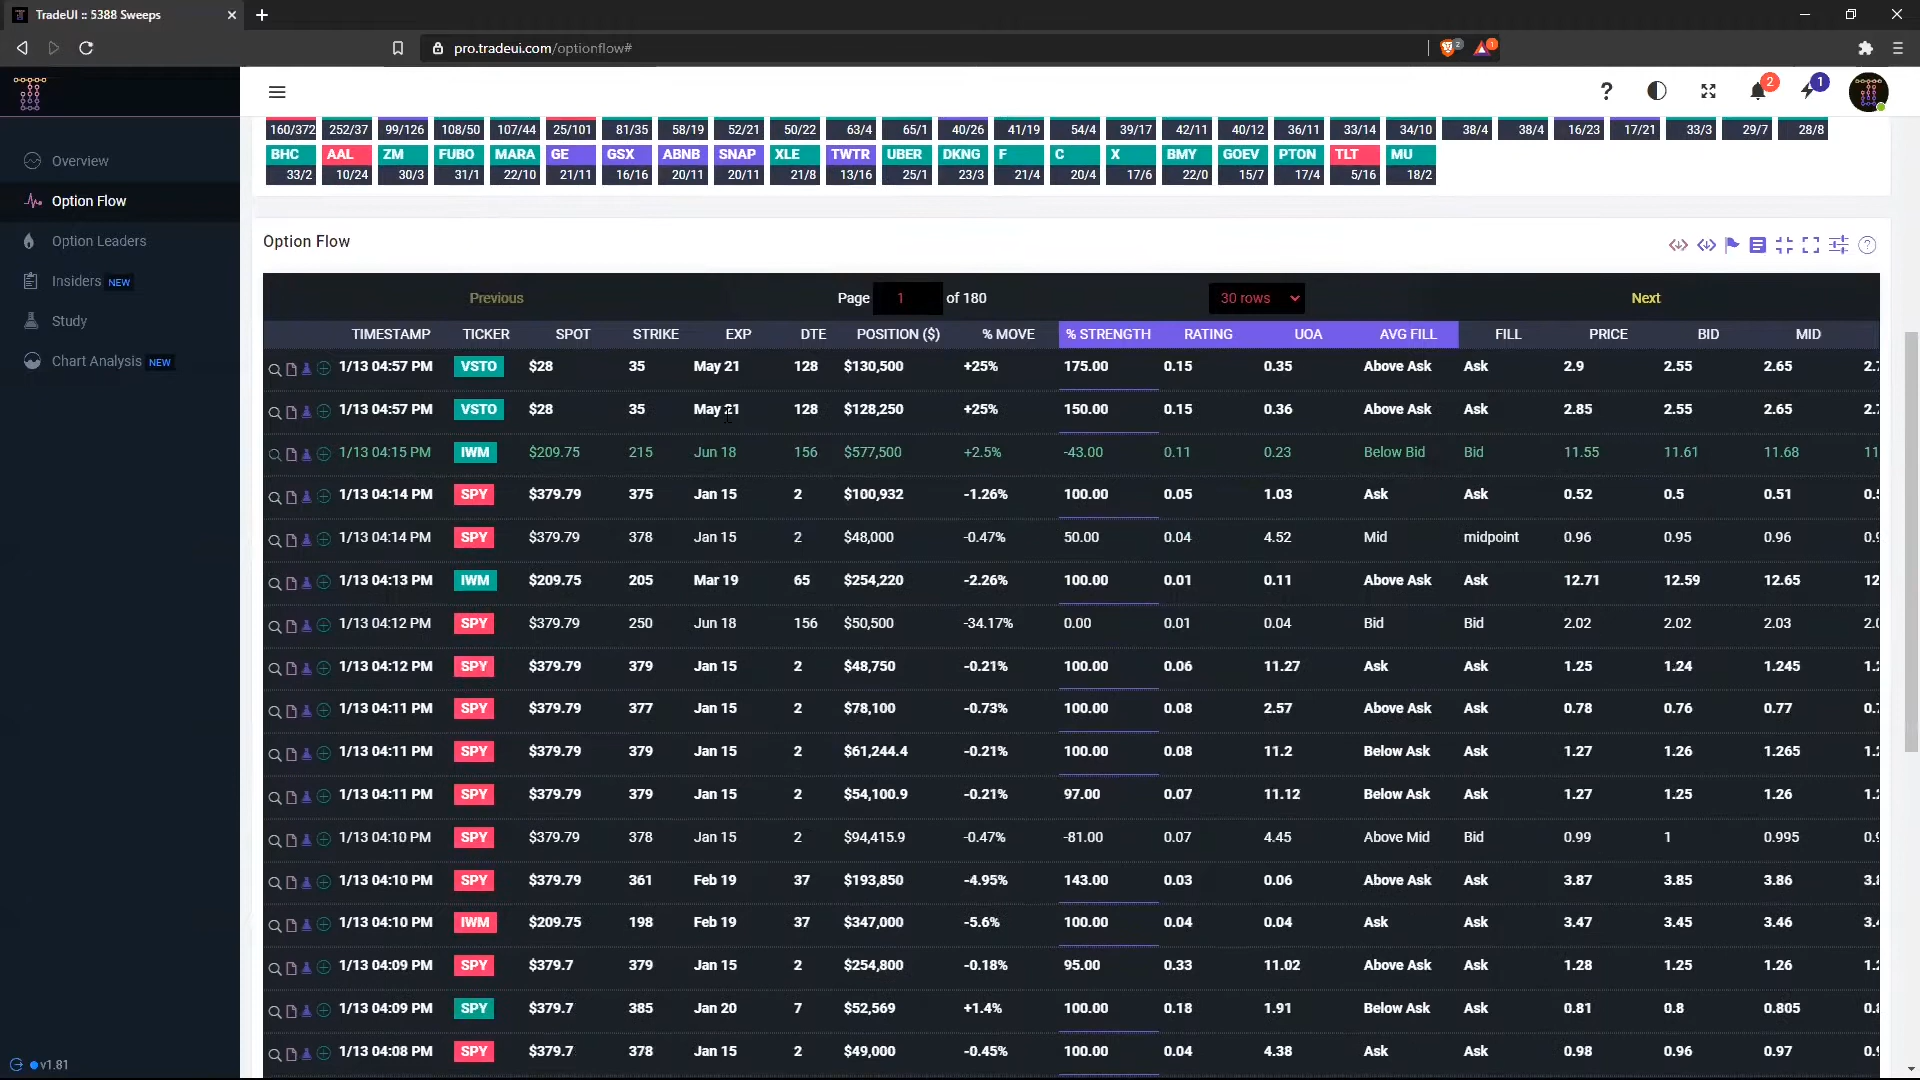 TradeUI :: 5388 Sweeps
pro.tradeui.com/optionflow#
2
1
2
1
Overview
Option Flow
Option Leaders
Insiders NEW
Study
Chart Analysis NEW
v1.81
160/372 252/37 99/126 108/50 107/44 25/101 81/35 58/19 52/21 50/22 63/4 65/1 40/26 41/19 54/4 39/17 42/11 40/12 36/11 33/14 34/10 38/4 38/4 16/23 17/21 33/3 29/7 28/8
BHC AAL ZM FUBO MARA GE GSX ABNB SNAP XLE TWTR UBER DKNG F C X BMY GOEV PTON TLT MU
33/2 10/24 30/3 31/1 22/10 21/11 16/16 20/11 20/11 21/8 13/16 25/1 23/3 21/4 20/4 17/6 22/0 15/7 17/4 5/16 18/2
Option Flow
Previous Page 1 of 180 30 rows Next
TIMESTAMP TICKER SPOT STRIKE EXP DTE POSITION ($) % MOVE % STRENGTH RATING UOA AVG FILL FILL PRICE BID MID
1/13 04:57 PM VSTO $28 35 May 21 128 $130,500 +25% 175.00 0.15 0.35 Above Ask Ask 2.9 2.55 2.65
1/13 04:57 PM VSTO $28 35 May 21 128 $128,250 +25% 150.00 0.15 0.36 Above Ask Ask 2.85 2.55 2.65
1/13 04:15 PM IWM $209.75 215 Jun 18 156 $577,500 +2.5% -43.00 0.11 0.23 Below Bid Bid 11.55 11.61 11.68
1/13 04:14 PM SPY $379.79 375 Jan 15 2 $100,932 -1.26% 100.00 0.05 1.03 Ask Ask 0.52 0.5 0.51
1/13 04:14 PM SPY $379.79 378 Jan 15 2 $48,000 -0.47% 50.00 0.04 4.52 Mid midpoint 0.96 0.95 0.96
1/13 04:13 PM IWM $209.75 205 Mar 19 65 $254,220 -2.26% 100.00 0.01 0.11 Above Ask Ask 12.71 12.59 12.65
1/13 04:12 PM SPY $379.79 250 Jun 18 156 $50,500 -34.17% 0.00 0.01 0.04 Bid Bid 2.02 2.02 2.03
1/13 04:12 PM SPY $379.79 379 Jan 15 2 $48,750 -0.21% 100.00 0.06 11.27 Ask Ask 1.25 1.24 1.245
1/13 04:11 PM SPY $379.79 377 Jan 15 2 $78,100 -0.73% 100.00 0.08 2.57 Above Ask Ask 0.78 0.76 0.77
1/13 04:11 PM SPY $379.79 379 Jan 15 2 $61,244.4 -0.21% 100.00 0.08 11.2 Below Ask Ask 1.27 1.26 1.265
1/13 04:11 PM SPY $379.79 379 Jan 15 2 $54,100.9 -0.21% 97.00 0.07 11.12 Below Ask Ask 1.27 1.25 1.26
1/13 04:10 PM SPY $379.79 378 Jan 15 2 $94,415.9 -0.47% -81.00 0.07 4.45 Above Mid Bid 0.99 1 0.995
1/13 04:10 PM SPY $379.79 361 Feb 19 37 $193,850 -4.95% 143.00 0.03 0.06 Above Ask Ask 3.87 3.85 3.86
1/13 04:10 PM IWM $209.75 198 Feb 19 37 $347,000 -5.6% 100.00 0.04 0.04 Ask Ask 3.47 3.45 3.46
1/13 04:09 PM SPY $379.7 379 Jan 15 2 $254,800 -0.18% 95.00 0.33 11.02 Above Ask Ask 1.28 1.25 1.26
1/13 04:09 PM SPY $379.7 385 Jan 20 7 $52,569 +1.4% 100.00 0.18 1.91 Below Ask Ask 0.81 0.8 0.805
1/13 04:08 PM SPY $379.7 378 Jan 15 2 $49,000 -0.45% 100.00 0.04 4.38 Ask Ask 0.98 0.96 0.97